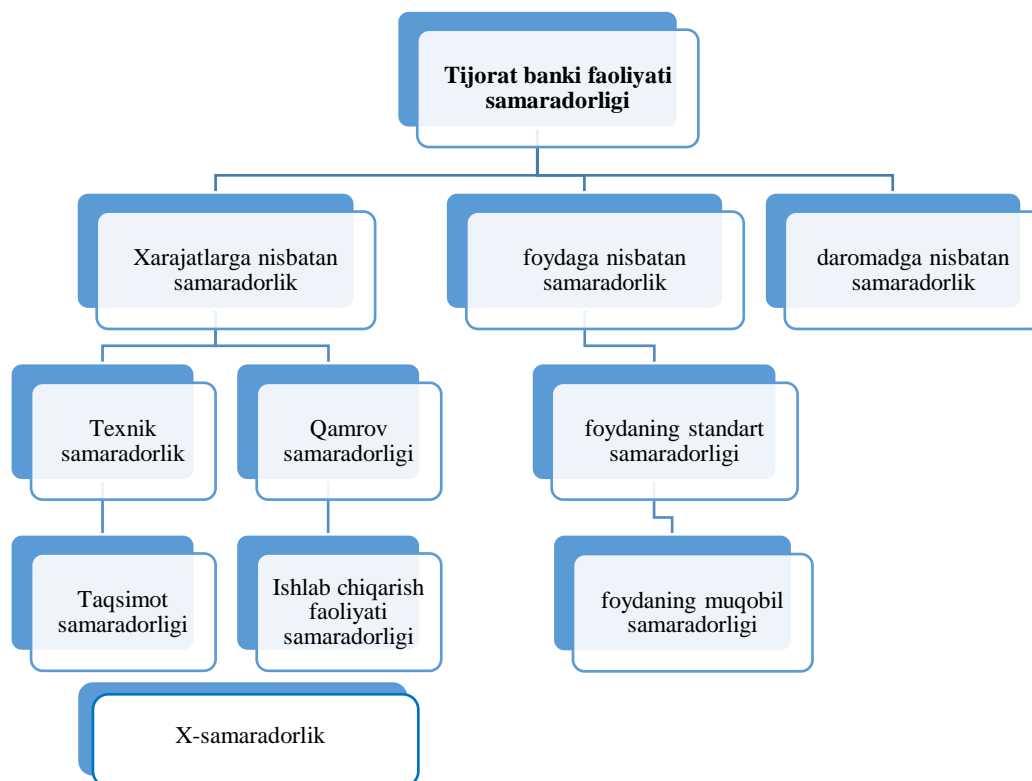 Tijorat banki faoliyati
samaradorligi
Xarajatlarga nisbatan
samaradorlik
foydaga nisbatan
samaradorlik
daromadga nisbatan
samaradorlik
Texnik
samaradorlik
Qamrov
samaradorligi
foydaning standart
samaradorligi
Taqsimot
samaradorligi
Ishlab chiqarish
faoliyati
samaradorligi
foydaning muqobil
samaradorligi
X-samaradorlik